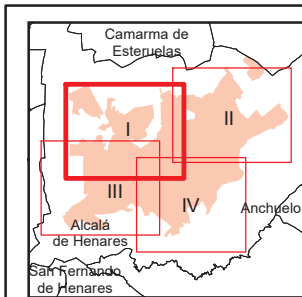 Camarma de
Esteruelas
I
II
III
IV
Anchuelo
Alcalá
de Henares
San Fernando
de Henares